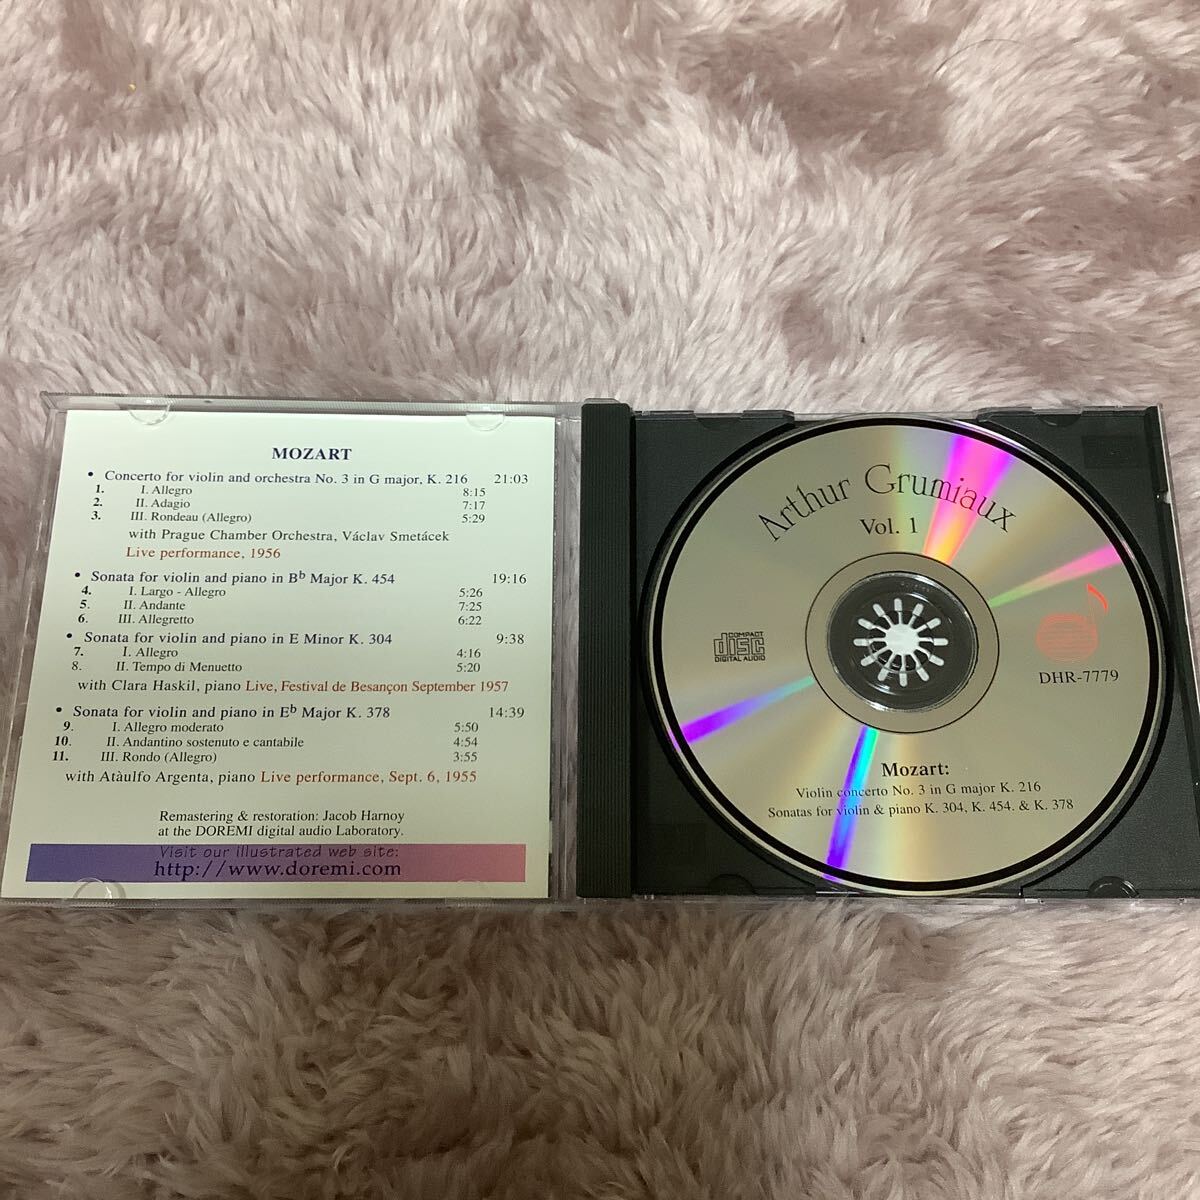 MOZART
• Concerto for violin and orchestra No. 3 in G major, K. 216 21:03
1. I. Allegro 8:15
2. II. Adagio 7:17
3. III. Rondeau (Allegro) 5:29
with Prague Chamber Orchestra, Václav Smetácek
Live performance, 1956
• Sonata for violin and piano in Bb Major K. 454 19:16
4. I. Largo - Allegro 5:26
5. II. Andante 7:25
6. III. Allegretto 6:22
• Sonata for violin and piano in E Minor K. 304 9:38
7. I. Allegro 4:16
8. II. Tempo di Menuetto 5:20
with Clara Haskil, piano Live, Festival de Besançon September 1957
• Sonata for violin and piano in Eb Major K. 378 14:39
9. I. Allegro moderato 5:50
10. II. Andantino sostenuto e cantabile 4:54
11. III. Rondo (Allegro) 3:55
with Atàulfo Argenta, piano Live performance, Sept. 6, 1955
Remastering & restoration: Jacob Harnoy
at the DOREMI digital audio Laboratory.
Visit our illustrated web site:
http://www.doremi.com
Arthur Grumiaux
Vol. 1
COMPACT
disc
DIGITAL AUDIO
DHR-7779
Mozart:
Violin concerto No. 3 in G major K. 216
Sonatas for violin & piano K. 304, K. 454. & K. 378